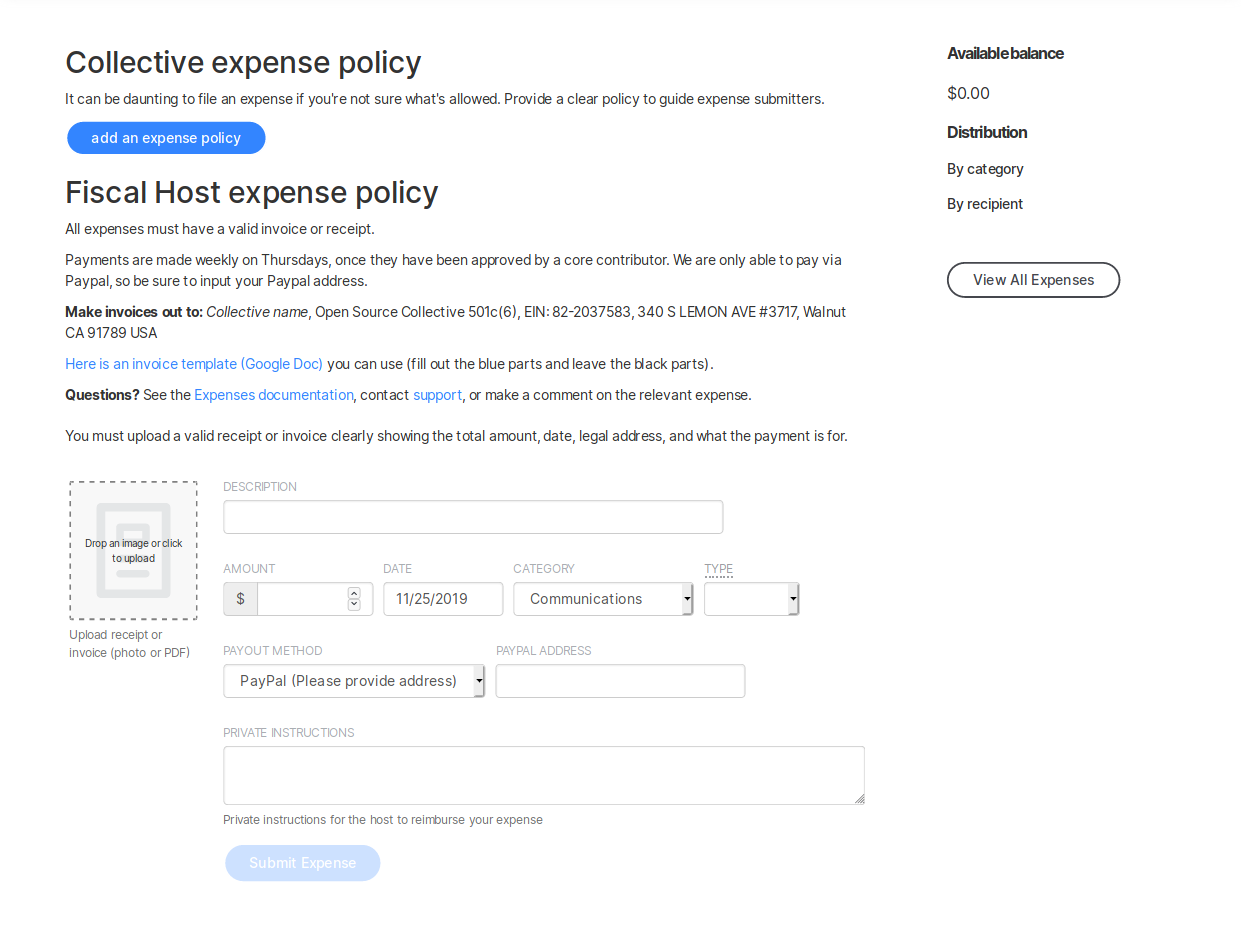 Collective expense policy
It can be daunting to file an expense if you're not sure what's allowed. Provide a clear policy to guide expense submitters.
add an expense policy
Fiscal Host expense policy
All expenses must have a valid invoice or receipt.
Payments are made weekly on Thursdays, once they have been approved by a core contributor. We are only able to pay via
Paypal, so be sure to input your Paypal address.
Make invoices out to: Collective name, Open Source Collective 501c(6), EIN: 82-2037583, 340 S LEMON AVE #3717, Walnut
CA 91789 USA
Here is an invoice template (Google Doc) you can use (fill out the blue parts and leave the black parts).
Questions? See the Expenses documentation, contact support, or make a comment on the relevant expense.
You must upload a valid receipt or invoice clearly showing the total amount, date, legal address, and what the payment is for.
Drop an image or click
to upload
Upload receipt or
invoice (photo or PDF)
DESCRIPTION
AMOUNT DATE CATEGORY TYPE
$ 11/25/2019 Communications
PAYOUT METHOD PAYPAL ADDRESS
PayPal (Please provide address)
PRIVATE INSTRUCTIONS
Private instructions for the host to reimburse your expense
Submit Expense
Available balance
$0.00
Distribution
By category
By recipient
View All Expenses